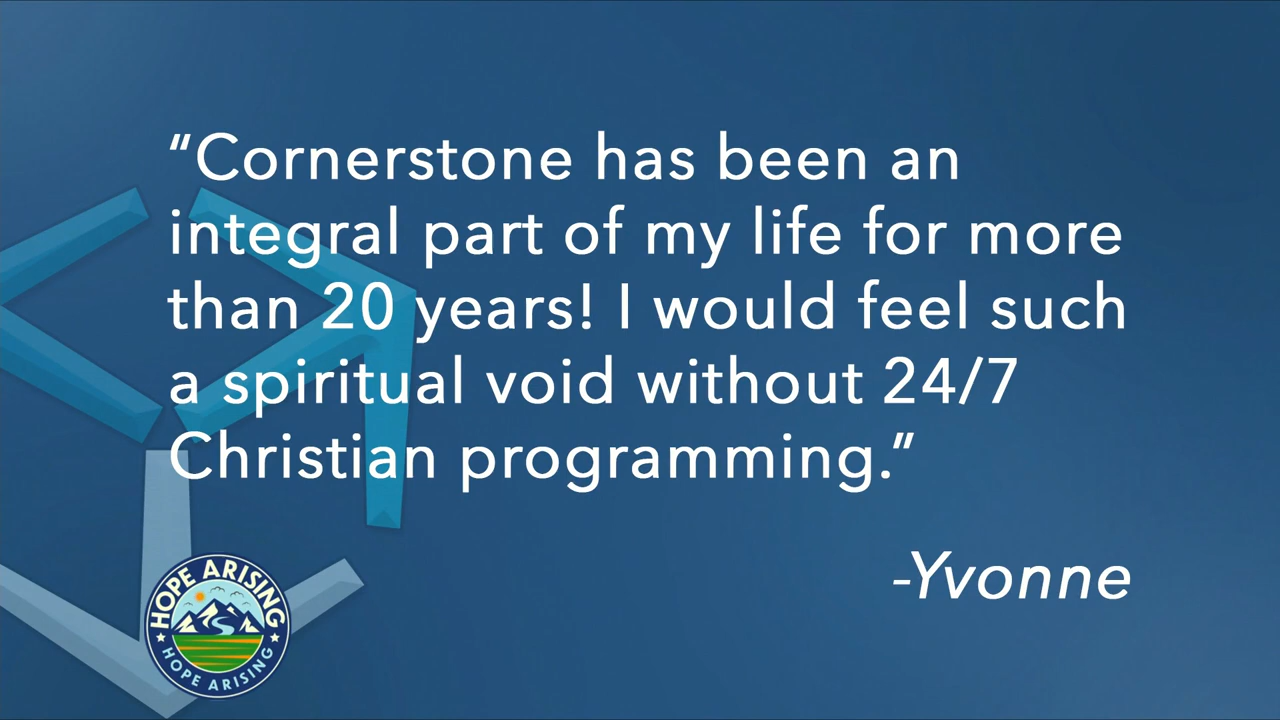 “Cornerstone has been an
integral part of my life for more
than 20 years! I would feel such
a spiritual void without 24/7
Christian programming.”
-Yvonne
HOPE ARISING
HOPE ARISING